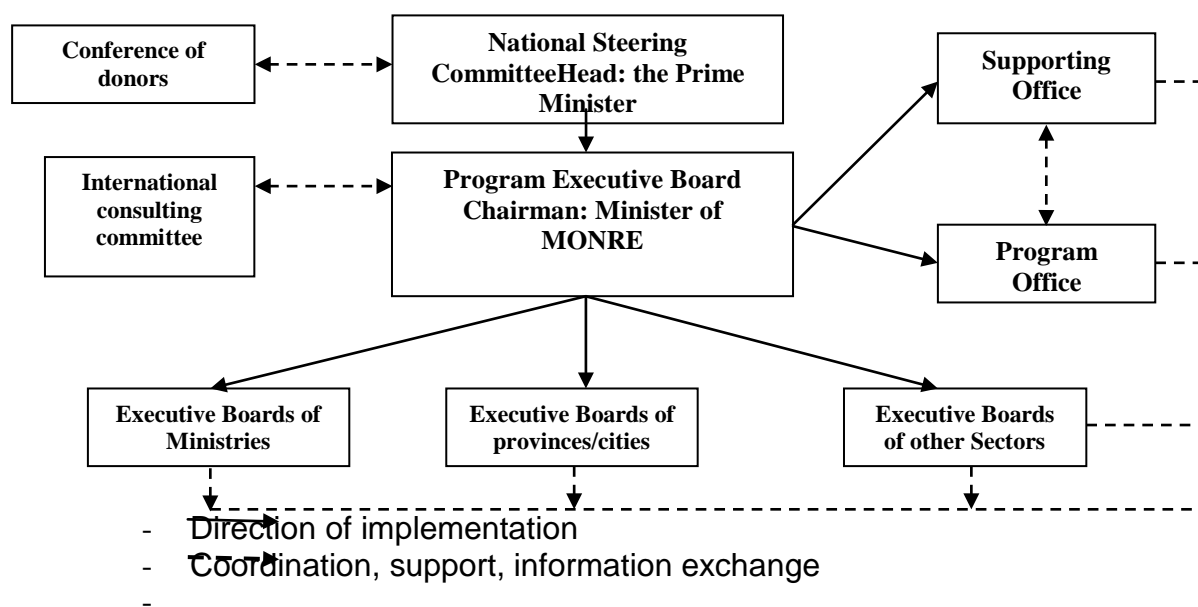 Conference of
donors
National Steering
CommitteeHead: the Prime
Minister
Supporting
Office
International
consulting
committee
Program Executive Board
Chairman: Minister of
MONRE
Program
Office
Executive Boards of
Ministries
Executive Boards of
provinces/cities
Executive Boards
of other Sectors
- Direction of implementation
- Coordination, support, information exchange
-